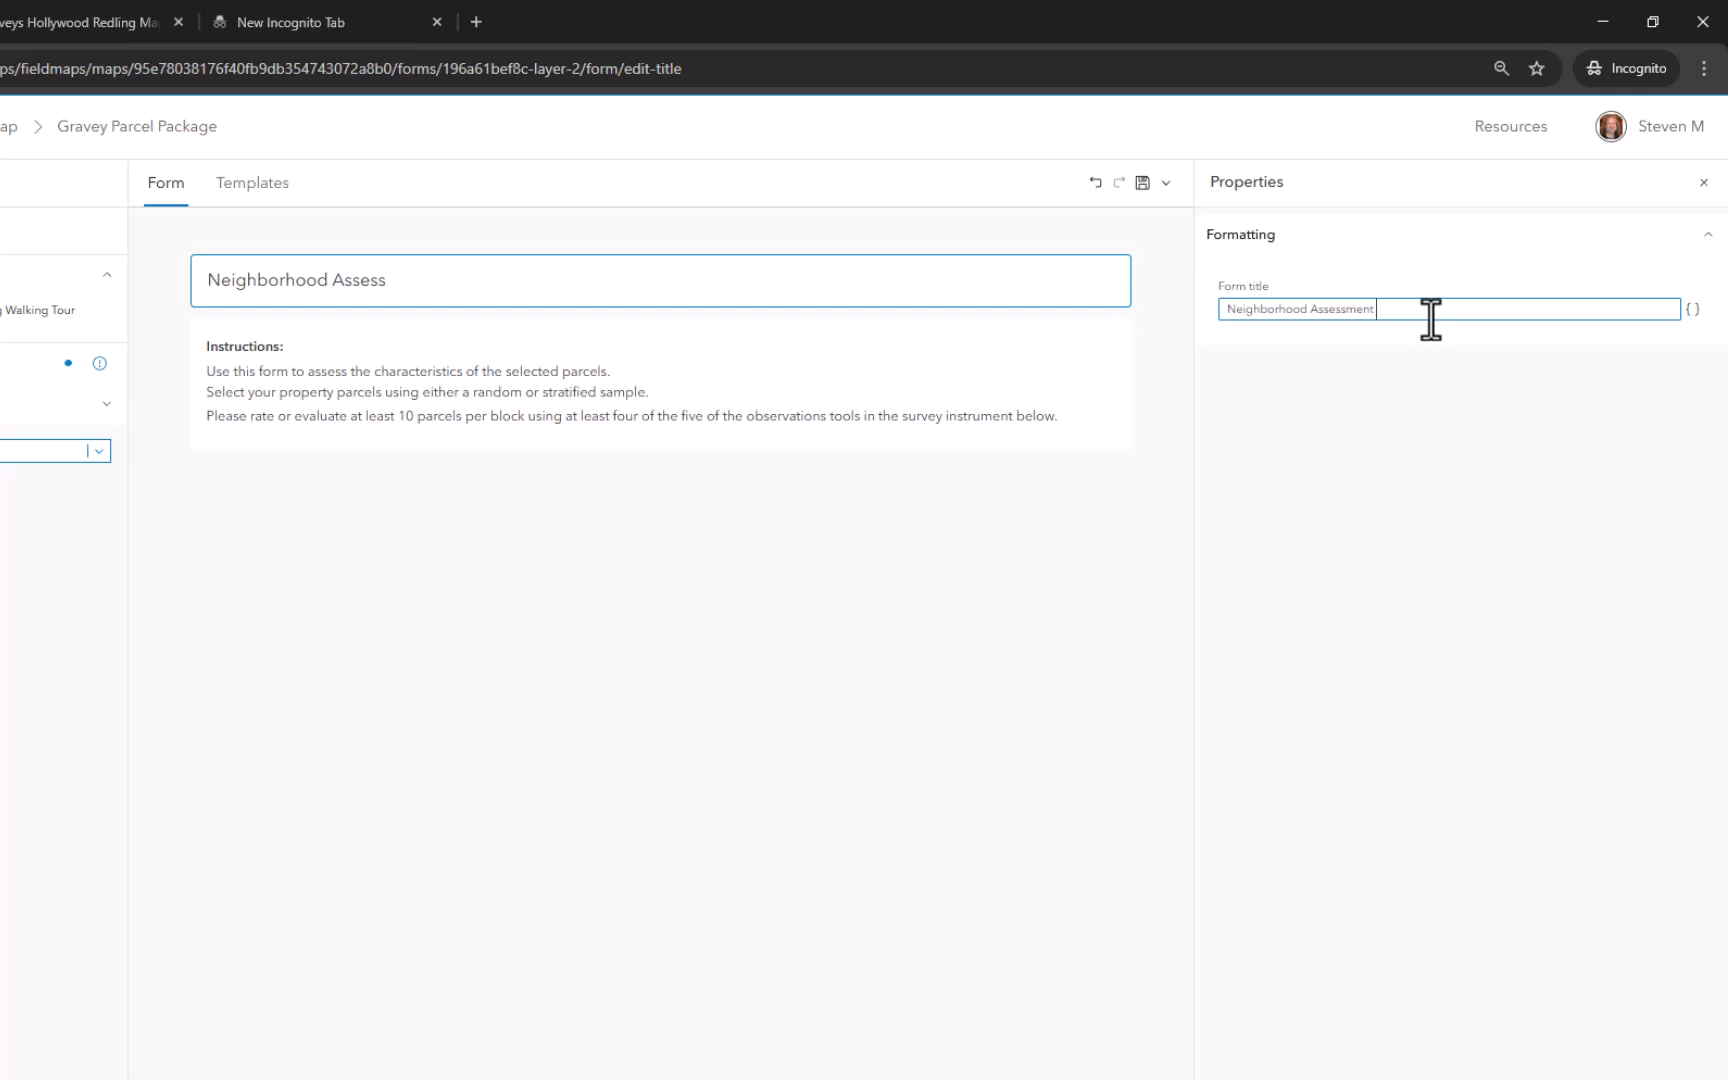 veys Hollywood Redling Ma
New Incognito Tab
ps/fieldmaps/maps/95e78038176f40fb9db354743072a8b0/forms/196a61bef8c-layer-2/form/edit-title
Incognito
ap
Gravey Parcel Package
Resources
Steven M
Form
Templates
Properties
Formatting
Neighborhood Assess
Form title
Neighborhood Assessment
{ }
g Walking Tour
Instructions:
Use this form to assess the characteristics of the selected parcels.
Select your property parcels using either a random or stratified sample.
Please rate or evaluate at least 10 parcels per block using at least four of the five of the observations tools in the survey instrument below.